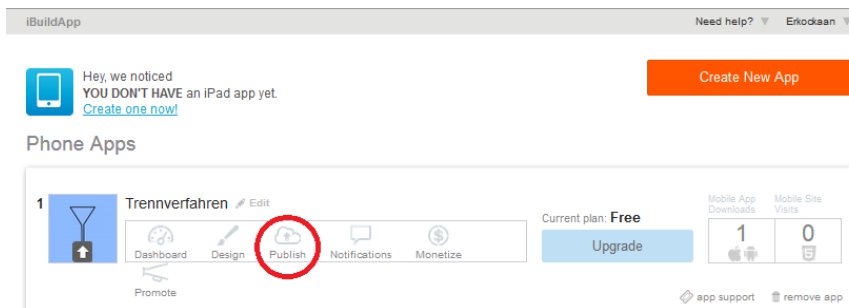 iBuildApp
Need help? Erkockaan
Hey, we noticed
YOU DON'T HAVE an iPad app yet.
Create one now!
Create New App
Phone Apps
1
Trennverfahren Edit
Dashboard Design Publish Notifications Monetize
Promote
Current plan: Free
Upgrade
Mobile App Downloads
Mobile Site Visits
1 0
app support remove app